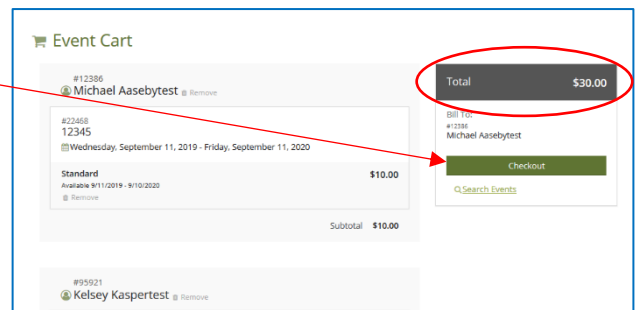 Event Cart
#12386
Michael Aasebytest Remove
#22468
12345
Wednesday, September 11, 2019 - Friday, September 11, 2020
Standard $10.00
Available 9/11/2019 - 9/10/2020
Remove
Subtotal $10.00
#95921
Kelsey Kaspertest Remove
Total $30.00
Bill To:
#12386
Michael Aasebytest
Checkout
Search Events